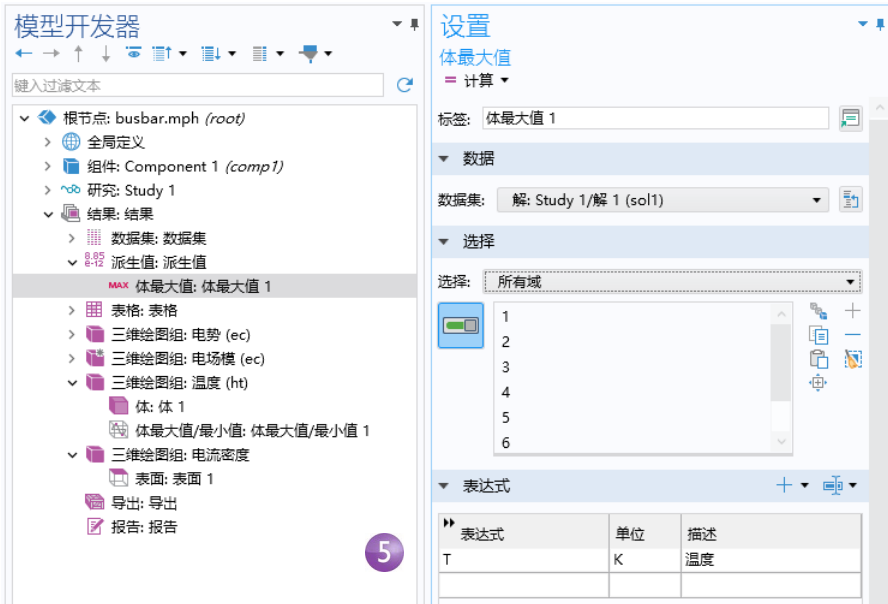 模型开发器
键入过滤文本
根节点: busbar.mph (root)
全局定义
组件: Component 1 (comp1)
研究: Study 1
结果: 结果
数据集: 数据集
8.85
e-12
派生值: 派生值
MAX 体最大值: 体最大值 1
表格: 表格
三维绘图组: 电势 (ec)
三维绘图组: 电场模 (ec)
三维绘图组: 温度 (ht)
体: 体 1
体最大值/最小值: 体最大值/最小值 1
三维绘图组: 电流密度
表面: 表面 1
导出: 导出
报告: 报告
5
设置
体最大值
= 计算
标签: 体最大值 1
数据
数据集: 解: Study 1/解 1 (sol1)
选择
选择: 所有域
1
2
3
4
5
6
表达式
表达式 单位 描述
T K 温度